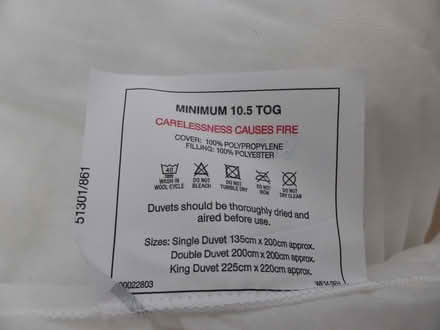 MINIMUM 10.5 TOG
CARELESSNESS CAUSES FIRE
COVER: 100% POLYPROPYLENE
FILLING: 100% POLYESTER
40
WASH IN WOOL CYCLE
DO NOT BLEACH
DO NOT TUMBLE DRY
DO NOT IRON
DO NOT DRY CLEAN
Duvets should be thoroughly dried and
aired before use.
Sizes: Single Duvet 135cm x 200cm approx.
Double Duvet 200cm x 200cm approx.
King Duvet 225cm x 220cm approx.
51301/861
00022803